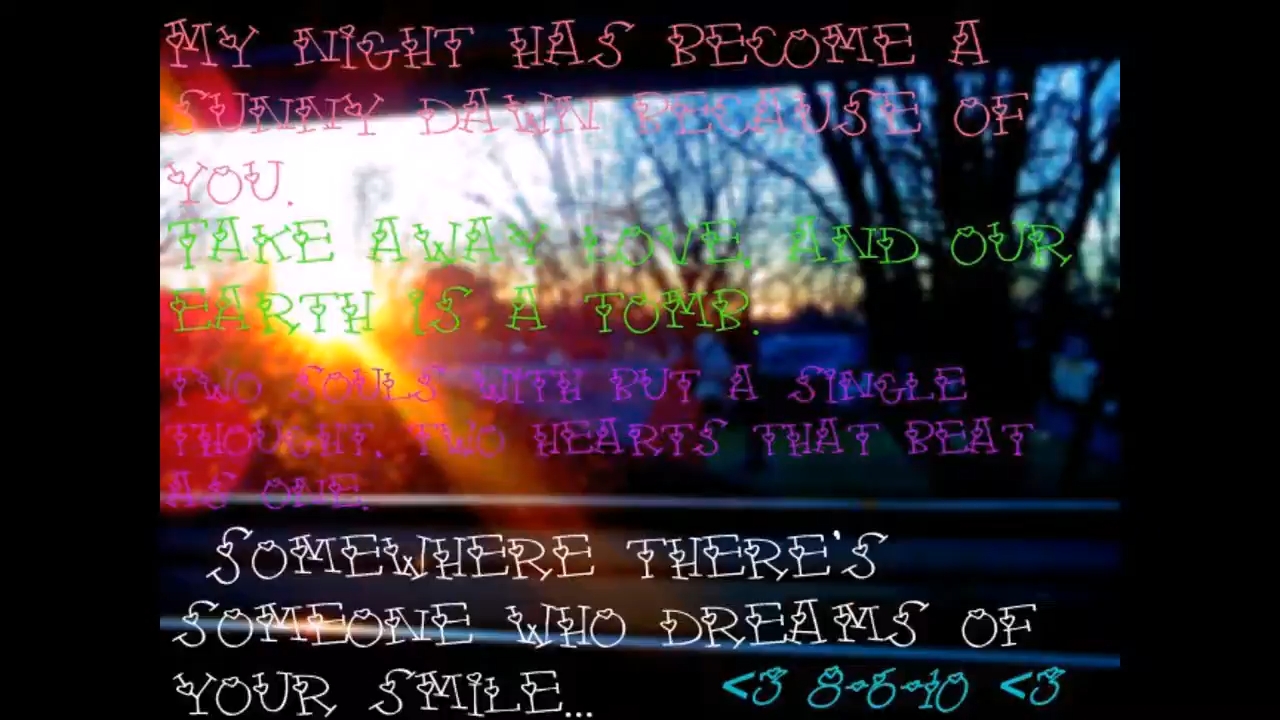 MY NIGHT HAS BECOME A
SUNNY DAWN BECAUSE OF
YOU.
TAKE AWAY LOVE, AND OUR
EARTH IS A TOMB.
TWO SOULS WITH BUT A SINGLE
THOUGHT, TWO HEARTS THAT BEAT
AS ONE.
SOMEWHERE THERE'S
SOMEONE WHO DREAMS OF
YOUR SMILE... <3 8-6-10 <3